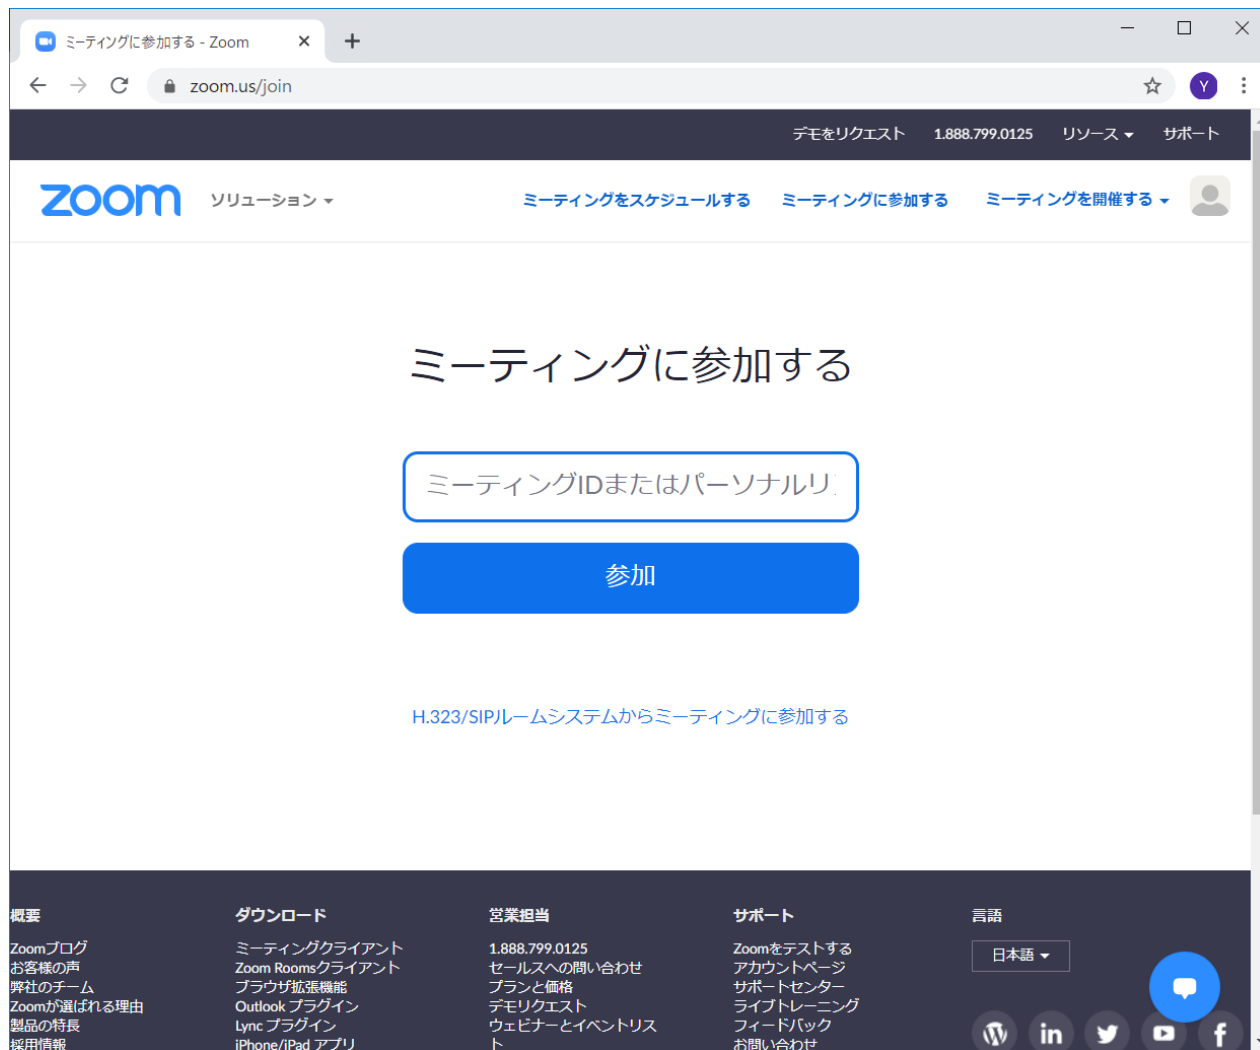 ミーティングに参加する - Zoom
zoom.us/join
Y
デモをリクエスト 1.888.799.0125 リソース サポート
zoom ソリューション ミーティングをスケジュールする ミーティングに参加する ミーティングを開催する
ミーティングに参加する
ミーティングIDまたはパーソナルリ
参加
H.323/SIPルームシステムからミーティングに参加する
概要
Zoomブログ
お客様の声
弊社のチーム
Zoomが選ばれる理由
製品の特長
採用情報
ダウンロード
ミーティングクライアント
Zoom Roomsクライアント
ブラウザ拡張機能
Outlook プラグイン
Lync プラグイン
iPhone/iPad アプリ
営業担当
1.888.799.0125
セールスへの問い合わせ
プランと価格
デモリクエスト
ウェビナーとイベントリス
ト
サポート
Zoomをテストする
アカウントページ
サポートセンター
ライブトレーニング
フィードバック
お問い合わせ
言語
日本語
in
f